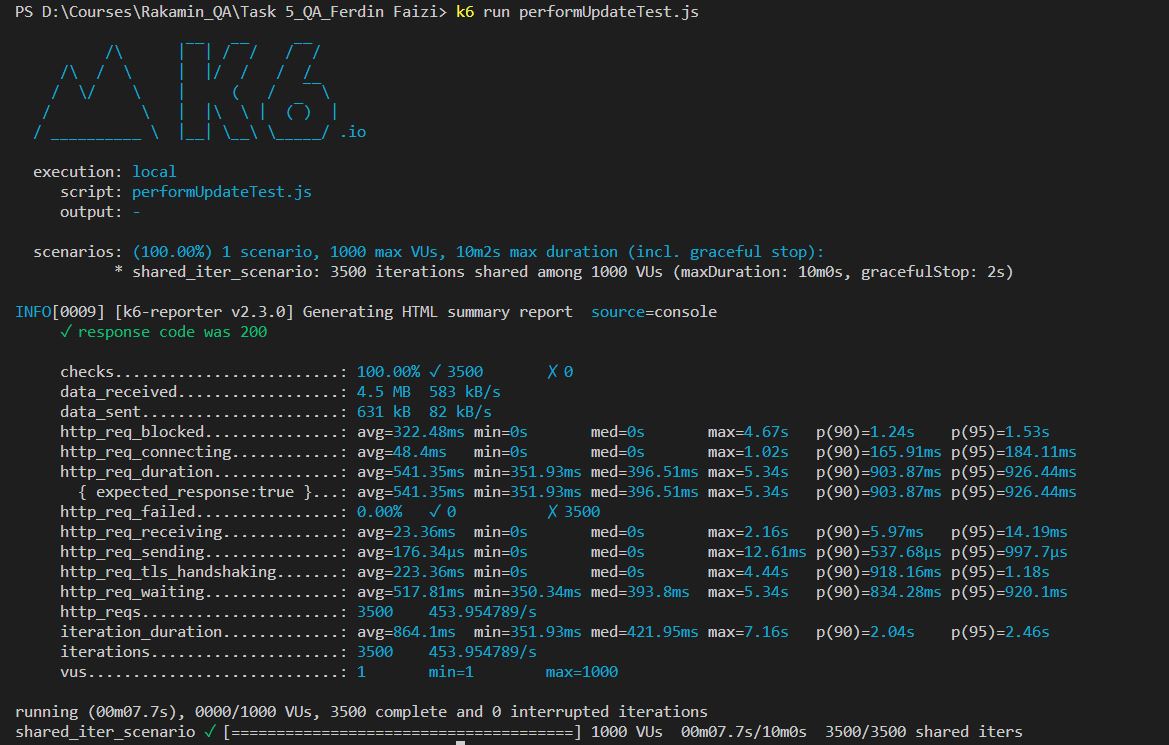 PS D:\Courses\Rakamin_QA\Task 5_QA_Ferdin Faizi> k6 run performUpdateTest.js
.io
execution: local
script: performUpdateTest.js
output: -
scenarios: (100.00%) 1 scenario, 1000 max VUs, 10m2s max duration (incl. graceful stop):
* shared_iter_scenario: 3500 iterations shared among 1000 VUs (maxDuration: 10m0s, gracefulStop: 2s)
INFO[0009] [k6-reporter v2.3.0] Generating HTML summary report  source=console
✓ response code was 200
checks.........................: 100.00% ✓ 3500       ✗ 0
data_received..................: 4.5 MB  583 kB/s
data_sent......................: 631 kB  82 kB/s
http_req_blocked...............: avg=322.48ms min=0s       med=0s       max=4.67s   p(90)=1.24s    p(95)=1.53s
http_req_connecting............: avg=48.4ms   min=0s       med=0s       max=1.02s   p(90)=165.91ms p(95)=184.11ms
http_req_duration..............: avg=541.35ms min=351.93ms med=396.51ms max=5.34s   p(90)=903.87ms p(95)=926.44ms
{ expected_response:true }...: avg=541.35ms min=351.93ms med=396.51ms max=5.34s   p(90)=903.87ms p(95)=926.44ms
http_req_failed................: 0.00%   ✓ 0          ✗ 3500
http_req_receiving.............: avg=23.36ms  min=0s       med=0s       max=2.16s   p(90)=5.97ms   p(95)=14.19ms
http_req_sending...............: avg=176.34µs min=0s       med=0s       max=12.61ms p(90)=537.68µs p(95)=997.7µs
http_req_tls_handshaking.......: avg=223.36ms min=0s       med=0s       max=4.44s   p(90)=918.16ms p(95)=1.18s
http_req_waiting...............: avg=517.81ms min=350.34ms med=393.8ms  max=5.34s   p(90)=834.28ms p(95)=920.1ms
http_reqs......................: 3500    453.954789/s
iteration_duration.............: avg=864.1ms  min=351.93ms med=421.95ms max=7.16s   p(90)=2.04s    p(95)=2.46s
iterations.....................: 3500    453.954789/s
vus............................: 1       min=1        max=1000
running (00m07.7s), 0000/1000 VUs, 3500 complete and 0 interrupted iterations
shared_iter_scenario ✓ [======================================] 1000 VUs  00m07.7s/10m0s  3500/3500 shared iters